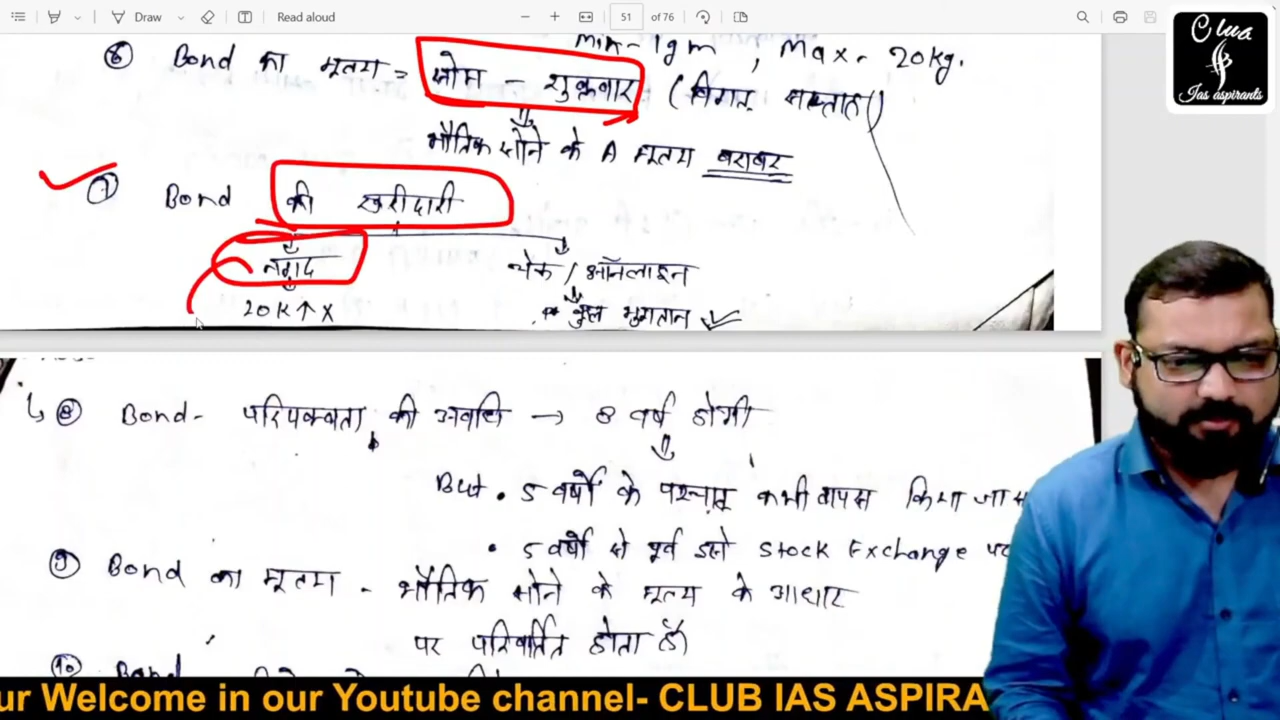 Draw
Read aloud
51 of 76
Clua
Ias aspirants
min - 1gm , Max - 20kg.
⑥ Bond का मूल्य = सोम - शुक्रवार (विगत सप्ताह)
भौतिक सोने के A मूल्य बराबर
⑦ Bond की खरीदारी
नगद चेक / ऑनलाइन
20K↑ X कुल भुगतान ✓
⑧ Bond - परिपक्वता की अवधि → 8 वर्ष होगी
But • 5 वर्षों के पश्चात् कभी वापस किया जा स
• 5 वर्षों से पूर्व इसे Stock Exchange पर
⑨ Bond का मूल्य - भौतिक सोने के मूल्य के आधार
पर परिवर्तित होता है)
⑩ Bond
ur Welcome in our Youtube channel- CLUB IAS ASPIRA